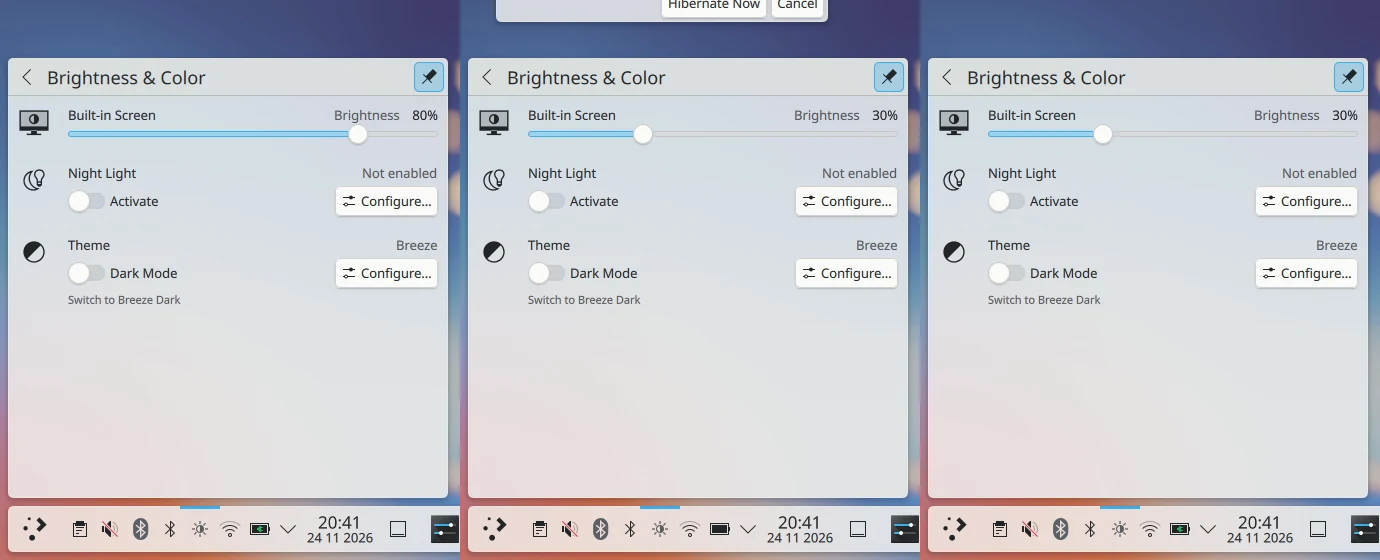 Hibernate Now Cancel
Brightness & Color
Built-in Screen Brightness 80%
Night Light Not enabled
Activate Configure...
Theme Breeze
Dark Mode Configure...
Switch to Breeze Dark
20:41
24 11 2026
Brightness & Color
Built-in Screen Brightness 30%
Night Light Not enabled
Activate Configure...
Theme Breeze
Dark Mode Configure...
Switch to Breeze Dark
20:41
24 11 2026
Brightness & Color
Built-in Screen Brightness 30%
Night Light Not enabled
Activate Configure...
Theme Breeze
Dark Mode Configure...
Switch to Breeze Dark
20:41
24 11 2026